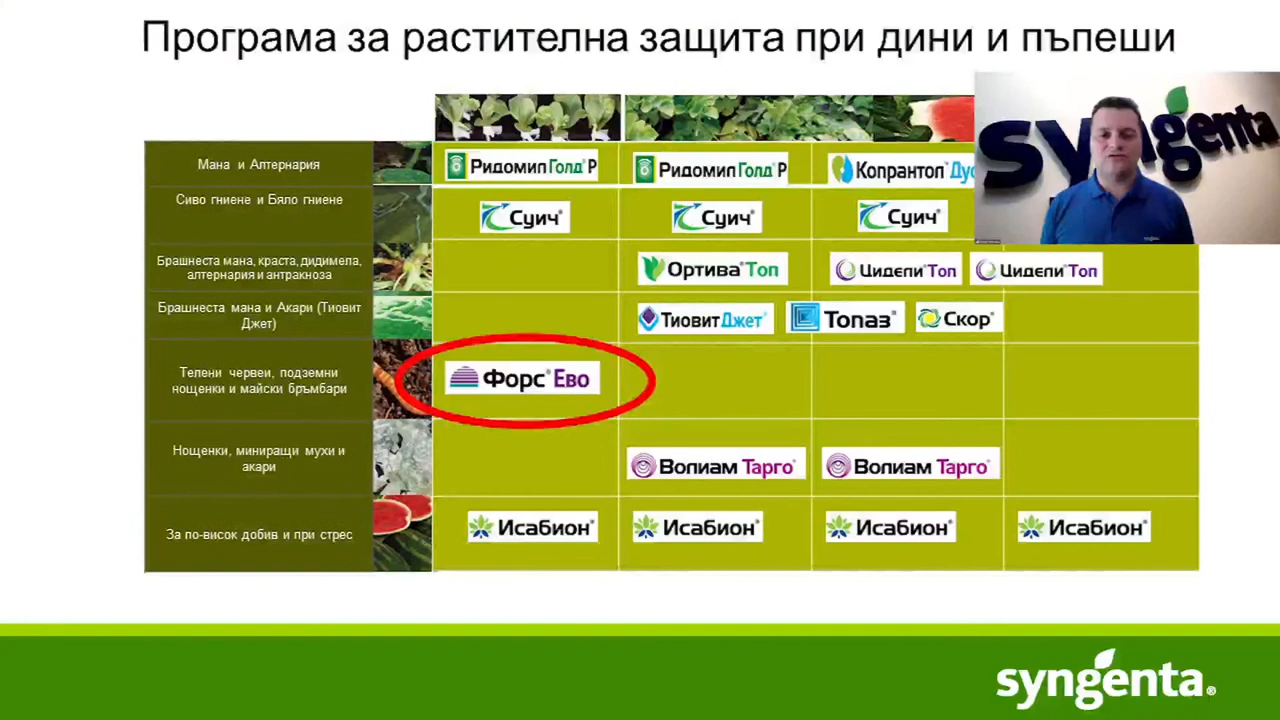 Програма за растителна защита при дини и пъпеши
syngenta
Мана и Алтернария
Ридомил Голд® Р
Ридомил Голд® Р
Копрантол™ Дуо
Сиво гниене и Бяло гниене
Суич®
Суич®
Суич®
Брашнеста мана, краста, дидимела,
алтернария и антракноза
Ортива® Топ
Цидели® Топ
Цидели® Топ
Брашнеста мана и Акари (Тиовит
Джет)
Тиовит Джет®
Топаз®
Скор®
Телени червеи, подземни
нощенки и майски бръмбари
Форс® Ево
Нощенки, миниращи мухи и
акари
Волиам Тарго®
Волиам Тарго®
За по-висок добив и при стрес
Исабион®
Исабион®
Исабион®
Исабион®
syngenta®